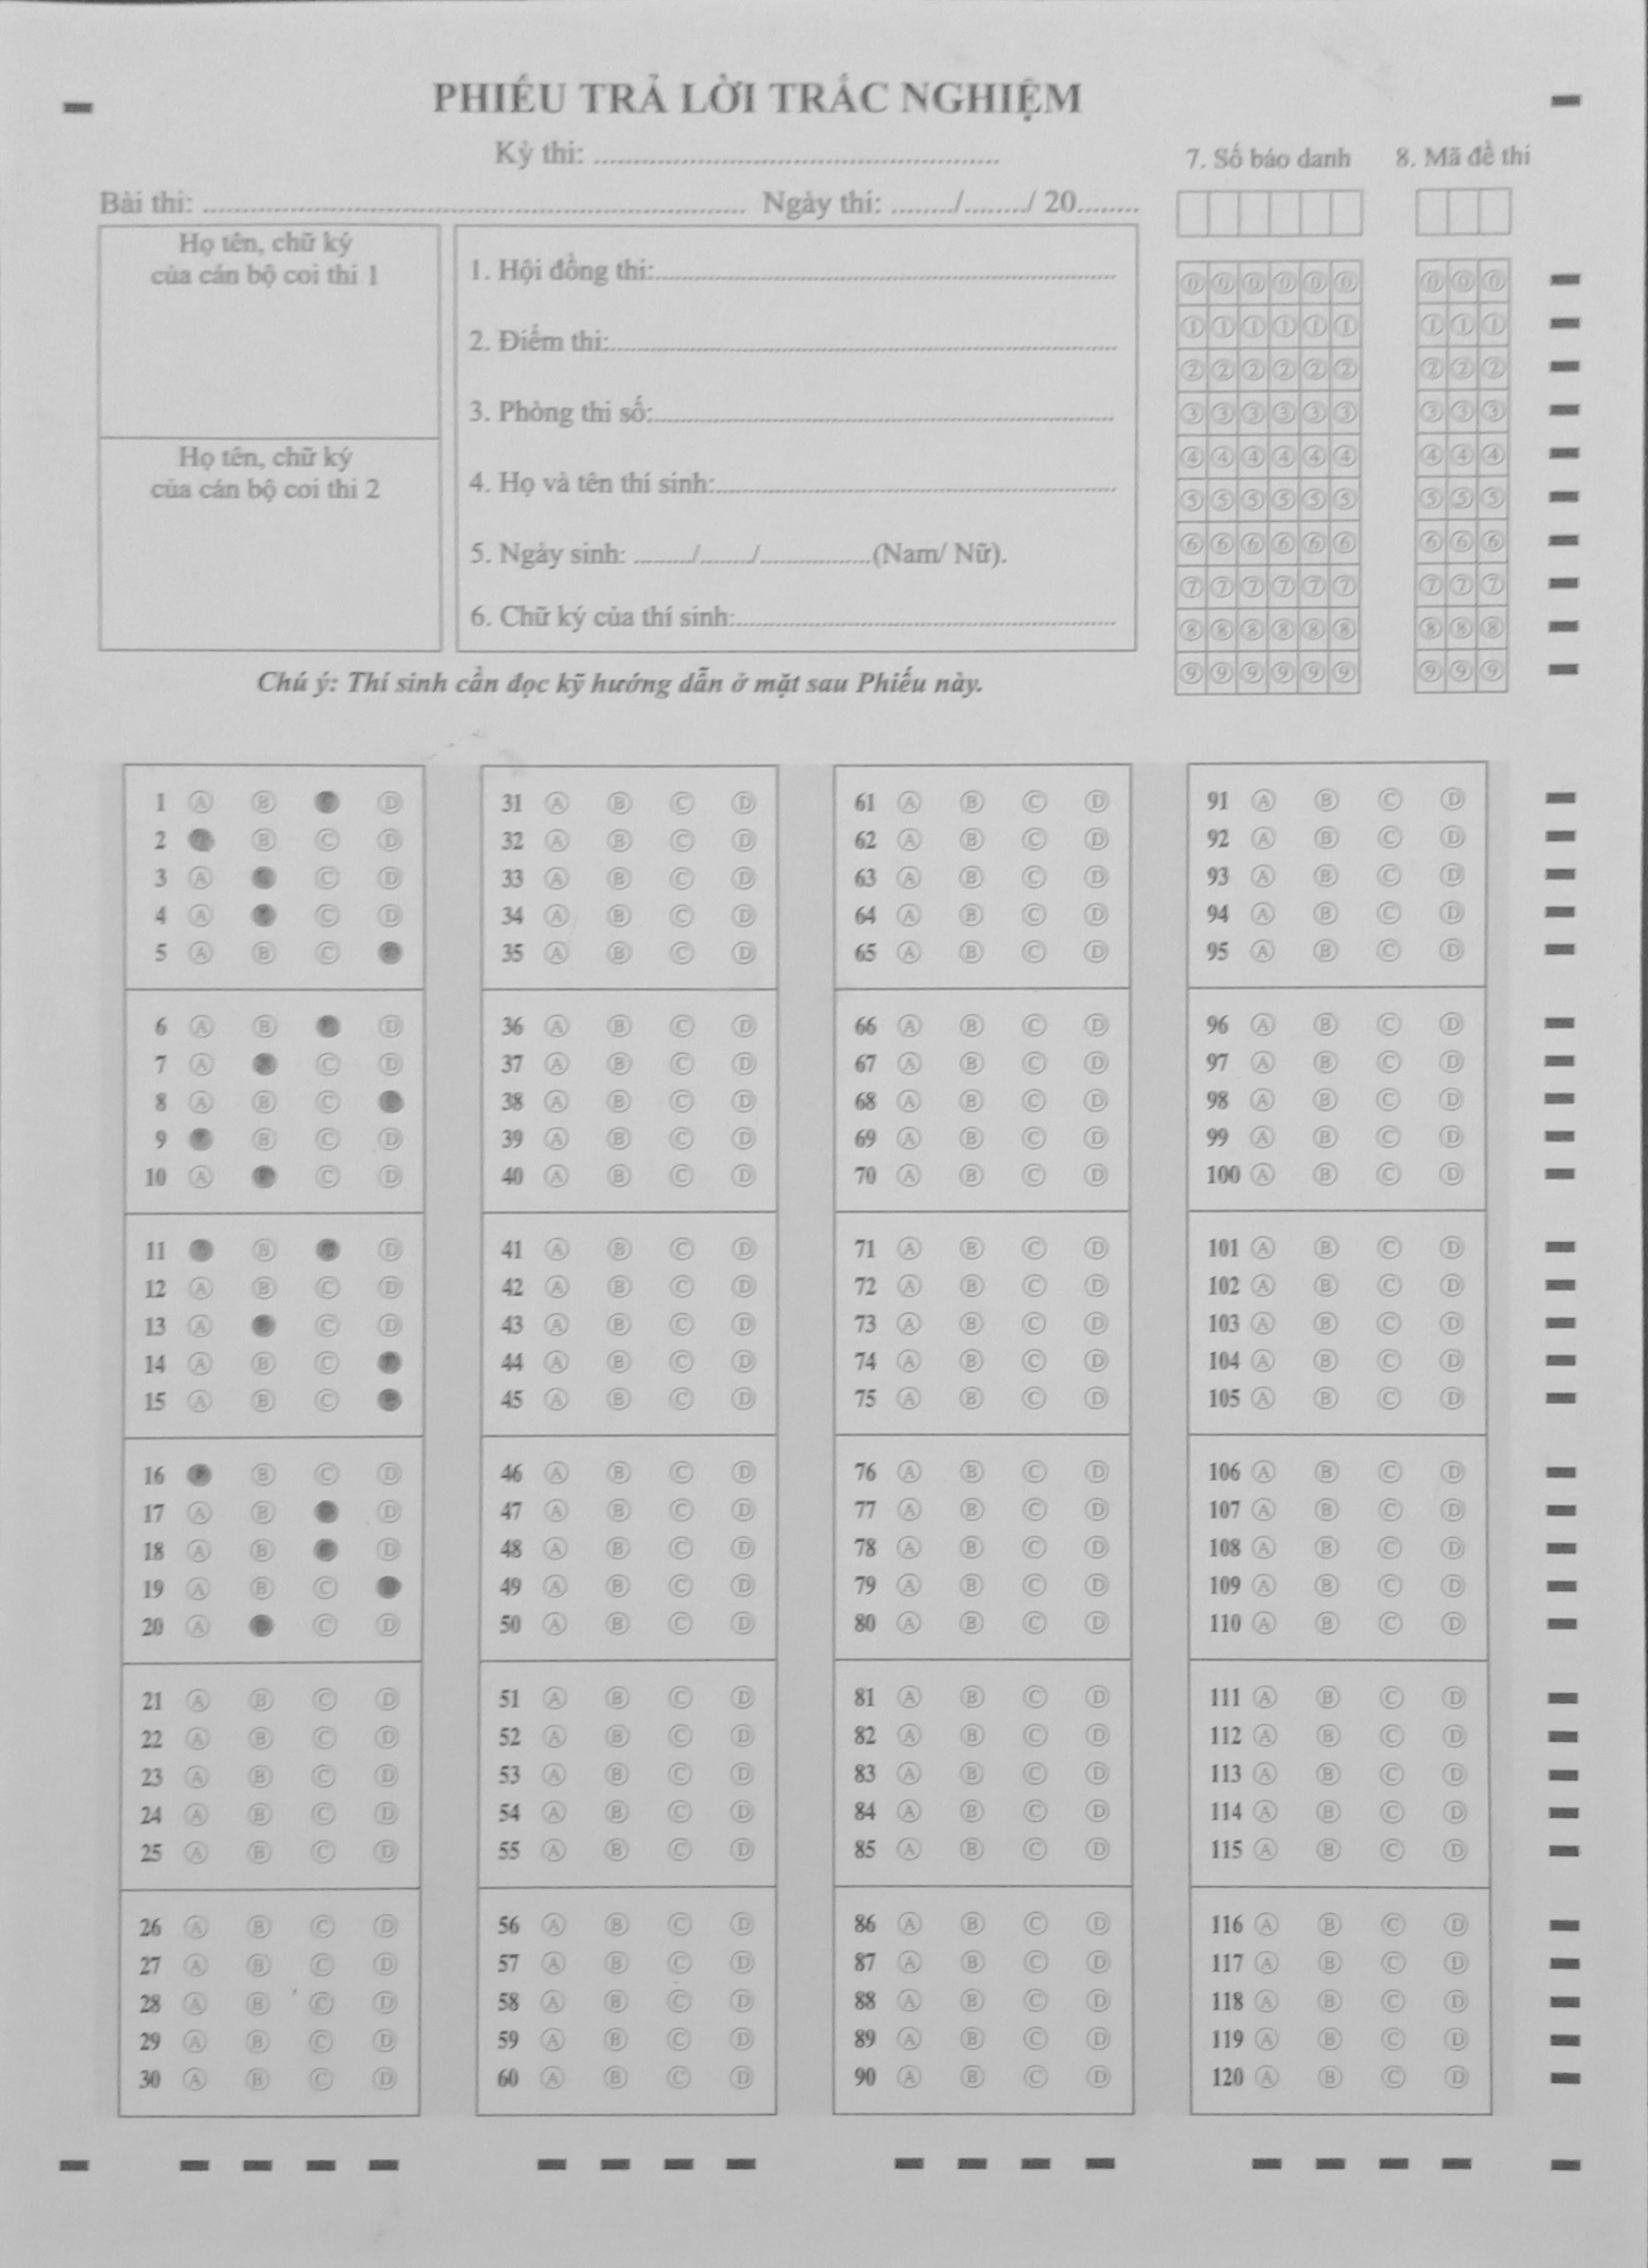 PHIẾU TRẢ LỜI TRẮC NGHIỆM
Kỳ thi: ........................................
Bài thi: ........................................ Ngày thi: ......../......../ 20........
7. Số báo danh
8. Mã đề thi
Họ tên, chữ ký
của cán bộ coi thi 1
Họ tên, chữ ký
của cán bộ coi thi 2
1. Hội đồng thi:........................................
2. Điểm thi:........................................
3. Phòng thi số:........................................
4. Họ và tên thí sinh:........................................
5. Ngày sinh: ......../......../................(Nam/ Nữ).
6. Chữ ký của thí sinh:........................................
0 0 0 0 0 0 0 0 0
1 1 1 1 1 1 1 1 1
2 2 2 2 2 2 2 2 2
3 3 3 3 3 3 3 3 3
4 4 4 4 4 4 4 4 4
5 5 5 5 5 5 5 5 5
6 6 6 6 6 6 6 6 6
7 7 7 7 7 7 7 7 7
8 8 8 8 8 8 8 8 8
9 9 9 9 9 9 9 9 9
Chú ý: Thí sinh cần đọc kỹ hướng dẫn ở mặt sau Phiếu này.
1 A B D
2 B C D
3 A C D
4 A C D
5 A B C
6 A B D
7 A C D
8 A B C
9 B C D
10 A C D
11 B D
12 A B C D
13 A C D
14 A B C
15 A B C
16 B C D
17 A B D
18 A B D
19 A B C
20 A C D
21 A B C D
22 A B C D
23 A B C D
24 A B C D
25 A B C D
26 A B C D
27 A B C D
28 A B C D
29 A B C D
30 A B C D
31 A B C D
32 A B C D
33 A B C D
34 A B C D
35 A B C D
36 A B C D
37 A B C D
38 A B C D
39 A B C D
40 A B C D
41 A B C D
42 A B C D
43 A B C D
44 A B C D
45 A B C D
46 A B C D
47 A B C D
48 A B C D
49 A B C D
50 A B C D
51 A B C D
52 A B C D
53 A B C D
54 A B C D
55 A B C D
56 A B C D
57 A B C D
58 A B C D
59 A B C D
60 A B C D
61 A B C D
62 A B C D
63 A B C D
64 A B C D
65 A B C D
66 A B C D
67 A B C D
68 A B C D
69 A B C D
70 A B C D
71 A B C D
72 A B C D
73 A B C D
74 A B C D
75 A B C D
76 A B C D
77 A B C D
78 A B C D
79 A B C D
80 A B C D
81 A B C D
82 A B C D
83 A B C D
84 A B C D
85 A B C D
86 A B C D
87 A B C D
88 A B C D
89 A B C D
90 A B C D
91 A B C D
92 A B C D
93 A B C D
94 A B C D
95 A B C D
96 A B C D
97 A B C D
98 A B C D
99 A B C D
100 A B C D
101 A B C D
102 A B C D
103 A B C D
104 A B C D
105 A B C D
106 A B C D
107 A B C D
108 A B C D
109 A B C D
110 A B C D
111 A B C D
112 A B C D
113 A B C D
114 A B C D
115 A B C D
116 A B C D
117 A B C D
118 A B C D
119 A B C D
120 A B C D